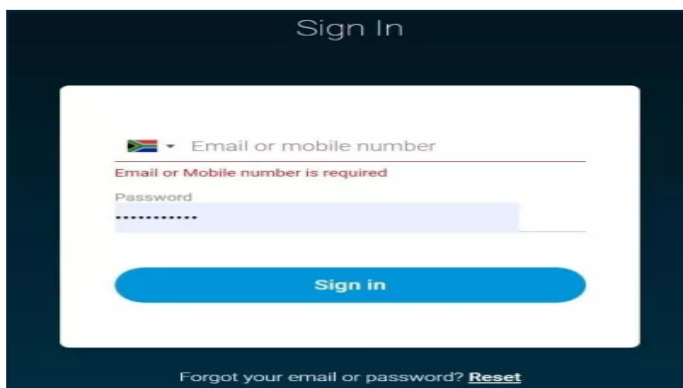 Sign In
Email or mobile number
Email or Mobile number is required
Password
•••••••••••
Sign in
Forgot your email or password? Reset